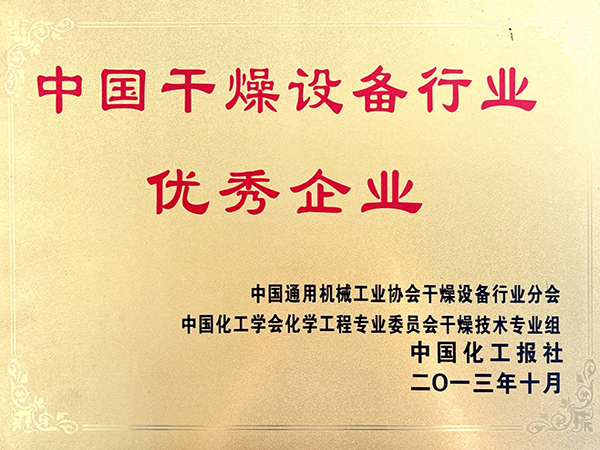 中国干燥设备行业
优秀企业
中国通用机械工业协会干燥设备行业分会
中国化工学会化学工程专业委员会干燥技术专业组
中国化工报社
二〇一三年十月